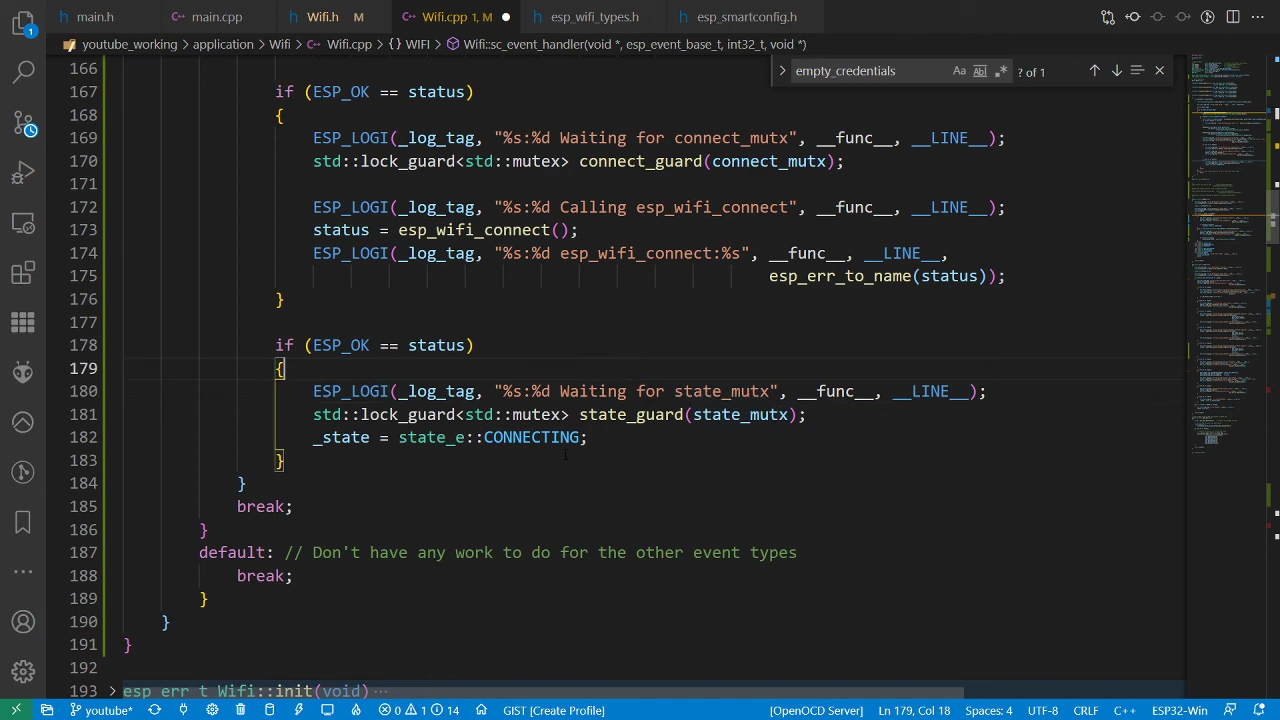 main.h
main.cpp
Wifi.h M
Wifi.cpp 1, M
esp_wifi_types.h
esp_smartconfig.h
youtube_working > application > Wifi > Wifi.cpp > {} WIFI > Wifi::sc_event_handler(void *, esp_event_base_t, int32_t, void *)
empty_credentials Aa ab .* ? of 1
166
167 if (ESP_OK == status)
168 {
169 ESP_LOGI(_log_tag, "%s:%d Waiting for connect_mutx", __func__, __LINE__);
170 std::lock_guard<std::mutex> connect_guard(connect_mutx);
171
172 ESP_LOGI(_log_tag, "%s:%d Calling esp_wifi_connect", __func__, __LINE__);
173 status = esp_wifi_connect();
174 ESP_LOGI(_log_tag, "%s:%d esp_wifi_connect:%s", __func__, __LINE__,
175 esp_err_to_name(status));
176 }
177
178 if (ESP_OK == status)
179 {
180 ESP_LOGI(_log_tag, "%s:%d Waiting for state_mutx", __func__, __LINE__);
181 std::lock_guard<std::mutex> state_guard(state_mutx);
182 _state = state_e::CONNECTING;
183 }
184 }
185 break;
186 }
187 default: // Don't have any work to do for the other event types
188 break;
189 }
190 }
191 }
192
193 > esp_err_t Wifi::init(void) ...
1
youtube* 0 1 14 GIST [Create Profile] [OpenOCD Server] Ln 179, Col 18 Spaces: 4 UTF-8 CRLF C++ ESP32-Win